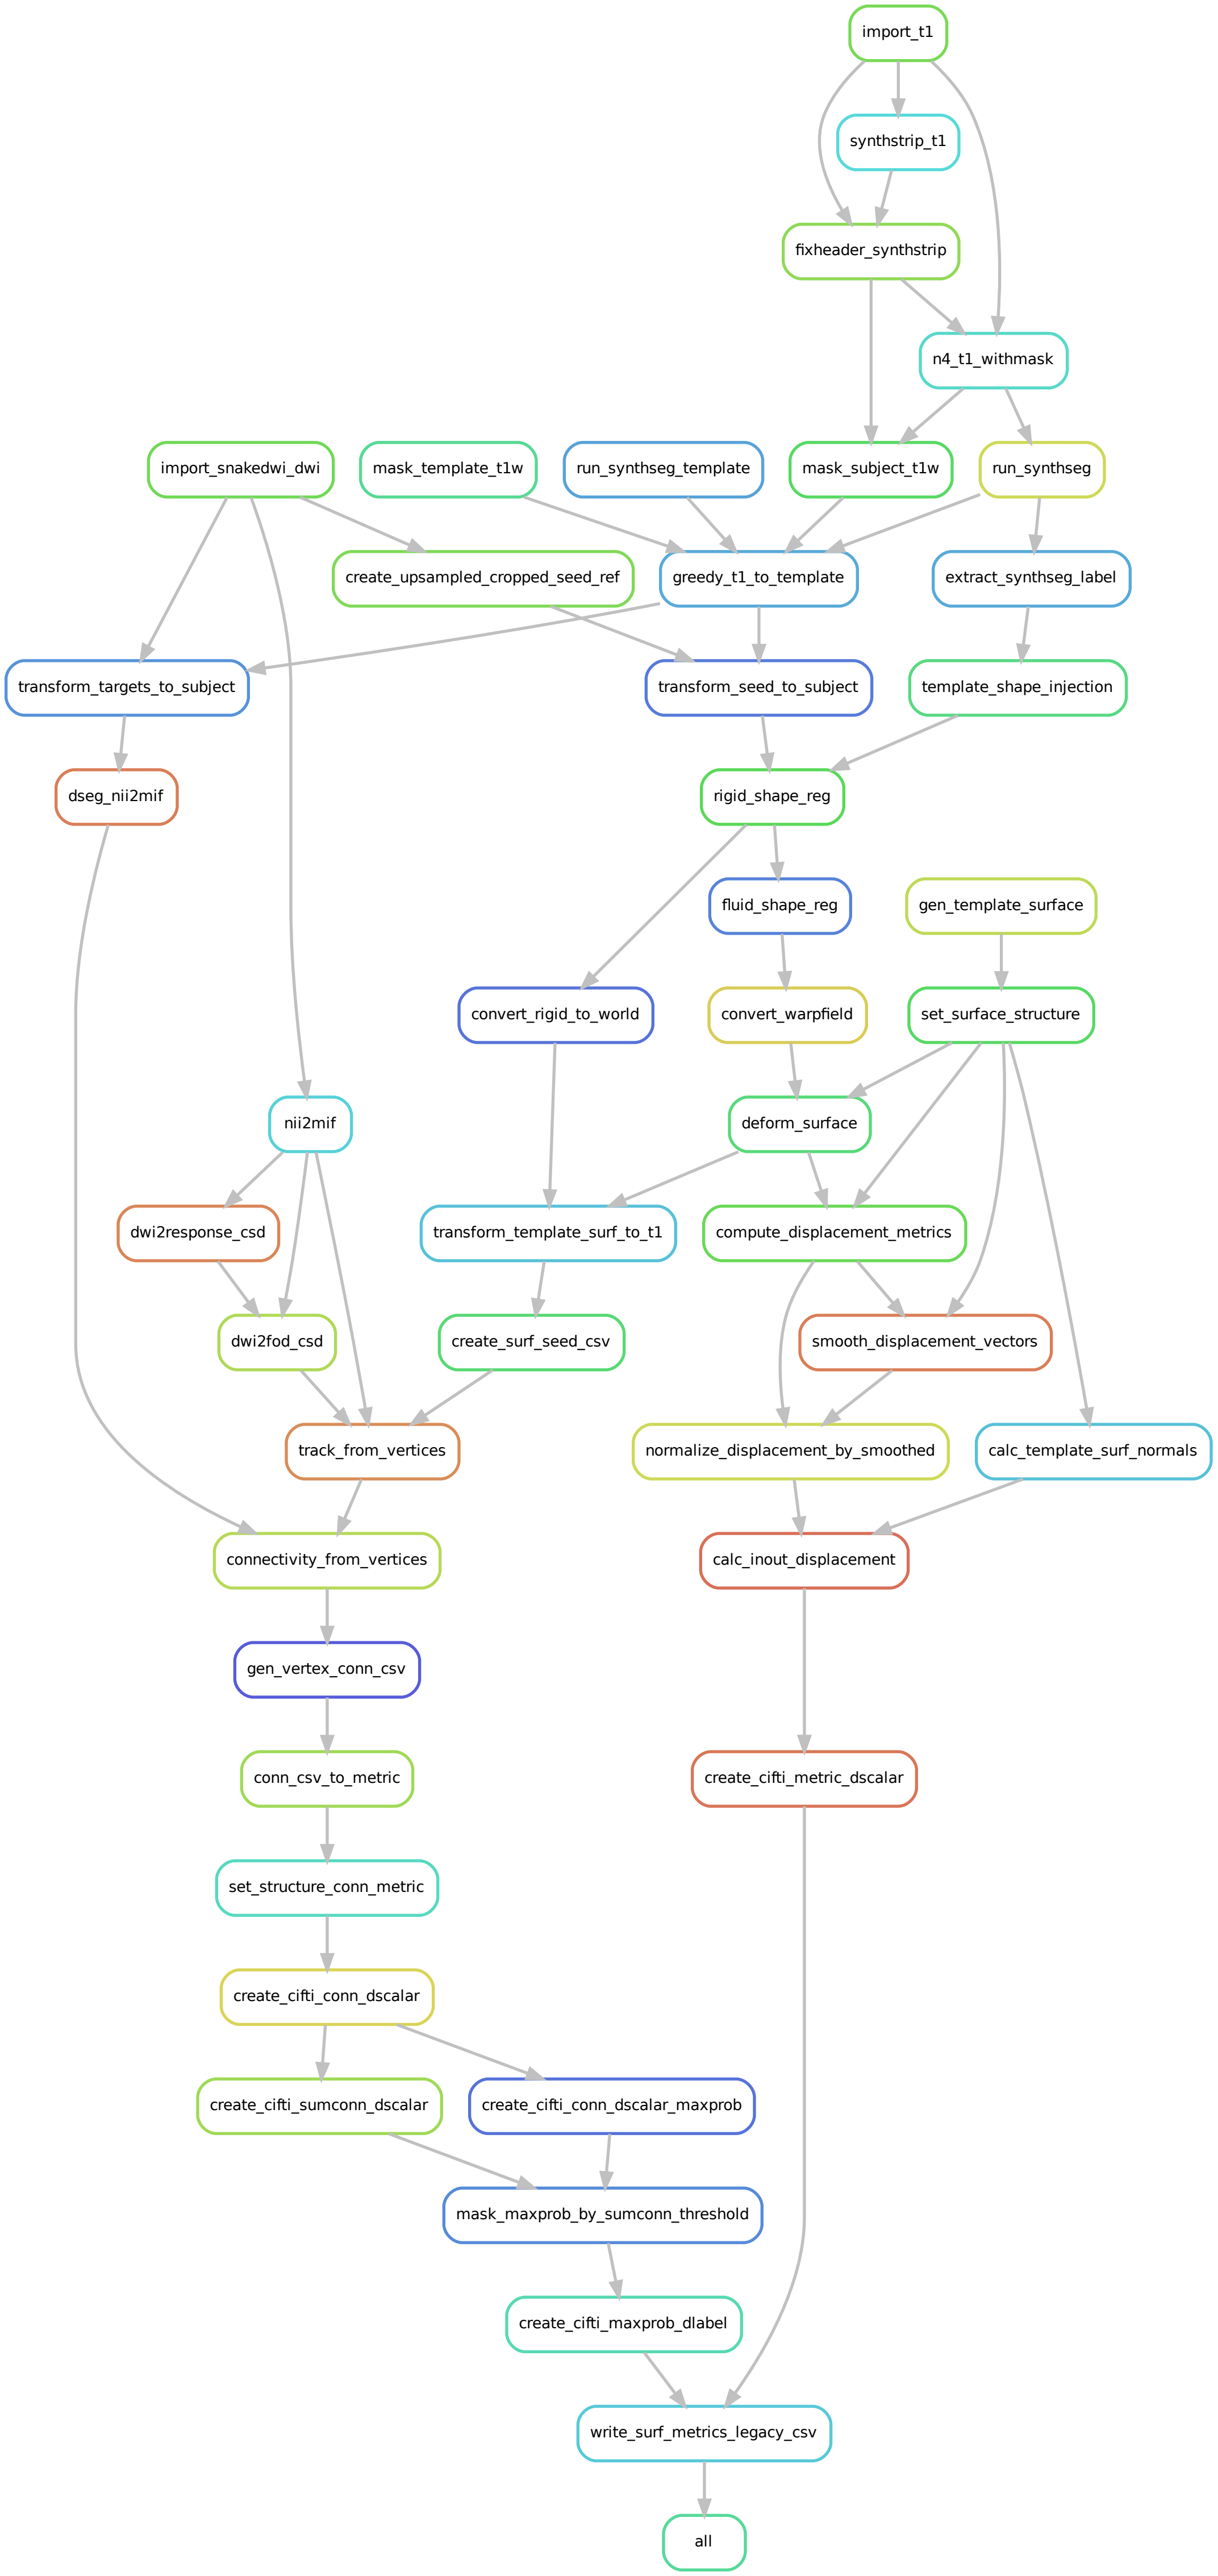 import_t1
synthstrip_t1
fixheader_synthstrip
n4_t1_withmask
import_snakedwi_dwi
mask_template_t1w
run_synthseg_template
mask_subject_t1w
run_synthseg
create_upsampled_cropped_seed_ref
greedy_t1_to_template
extract_synthseg_label
transform_targets_to_subject
transform_seed_to_subject
template_shape_injection
dseg_nii2mif
rigid_shape_reg
fluid_shape_reg
gen_template_surface
convert_rigid_to_world
convert_warpfield
set_surface_structure
nii2mif
deform_surface
dwi2response_csd
transform_template_surf_to_t1
compute_displacement_metrics
dwi2fod_csd
create_surf_seed_csv
smooth_displacement_vectors
track_from_vertices
normalize_displacement_by_smoothed
calc_template_surf_normals
connectivity_from_vertices
calc_inout_displacement
gen_vertex_conn_csv
conn_csv_to_metric
create_cifti_metric_dscalar
set_structure_conn_metric
create_cifti_conn_dscalar
create_cifti_sumconn_dscalar
create_cifti_conn_dscalar_maxprob
mask_maxprob_by_sumconn_threshold
create_cifti_maxprob_dlabel
write_surf_metrics_legacy_csv
all